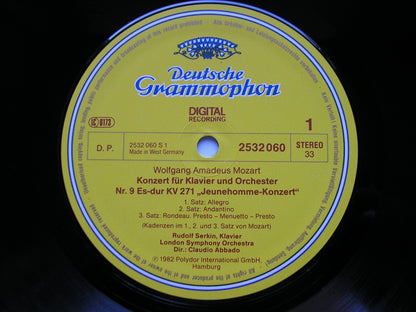 Deutsche
Grammophon
DIGITAL
RECORDING
LC 0173
1
D. P.
2532 060 S 1
Made in West Germany
2532 060
STEREO
33
Wolfgang Amadeus Mozart
Konzert für Klavier und Orchester
Nr. 9 Es-dur KV 271 „Jeunehomme-Konzert“
1. Satz: Allegro
2. Satz: Andantino
3. Satz: Rondeau. Presto – Menuetto – Presto
(Kadenzen im 1., 2. und 3. Satz von Mozart)
Rudolf Serkin, Klavier
London Symphony Orchestra
Dir.: Claudio Abbado
℗ 1982 Polydor International GmbH,
Hamburg